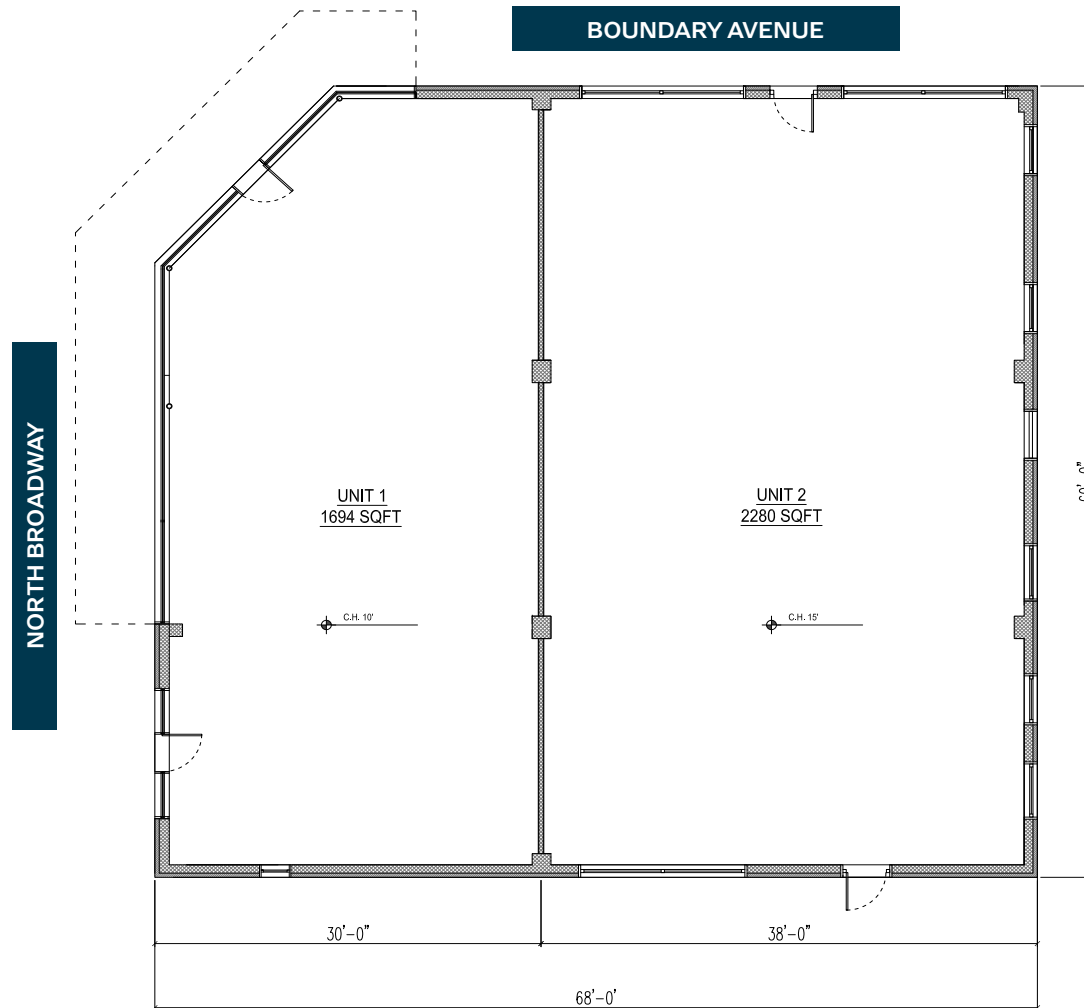 BOUNDARY AVENUE
NORTH BROADWAY
UNIT 1
1694 SQFT
UNIT 2
2280 SQFT
C.H. 10'
C.H. 15'
30'-0"
38'-0"
68'-0'